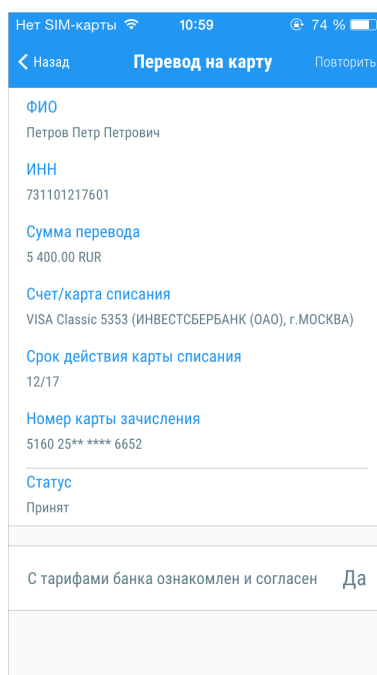 Нет SIM-карты 10:59 74 %
Назад Перевод на карту Повторить
ФИО
Петров Петр Петрович
ИНН
731101217601
Сумма перевода
5 400.00 RUR
Счет/карта списания
VISA Classic 5353 (ИНВЕСТСБЕРБАНК (ОАО), г.МОСКВА)
Срок действия карты списания
12/17
Номер карты зачисления
5160 25** **** 6652
Статус
Принят
С тарифами банка ознакомлен и согласен Да